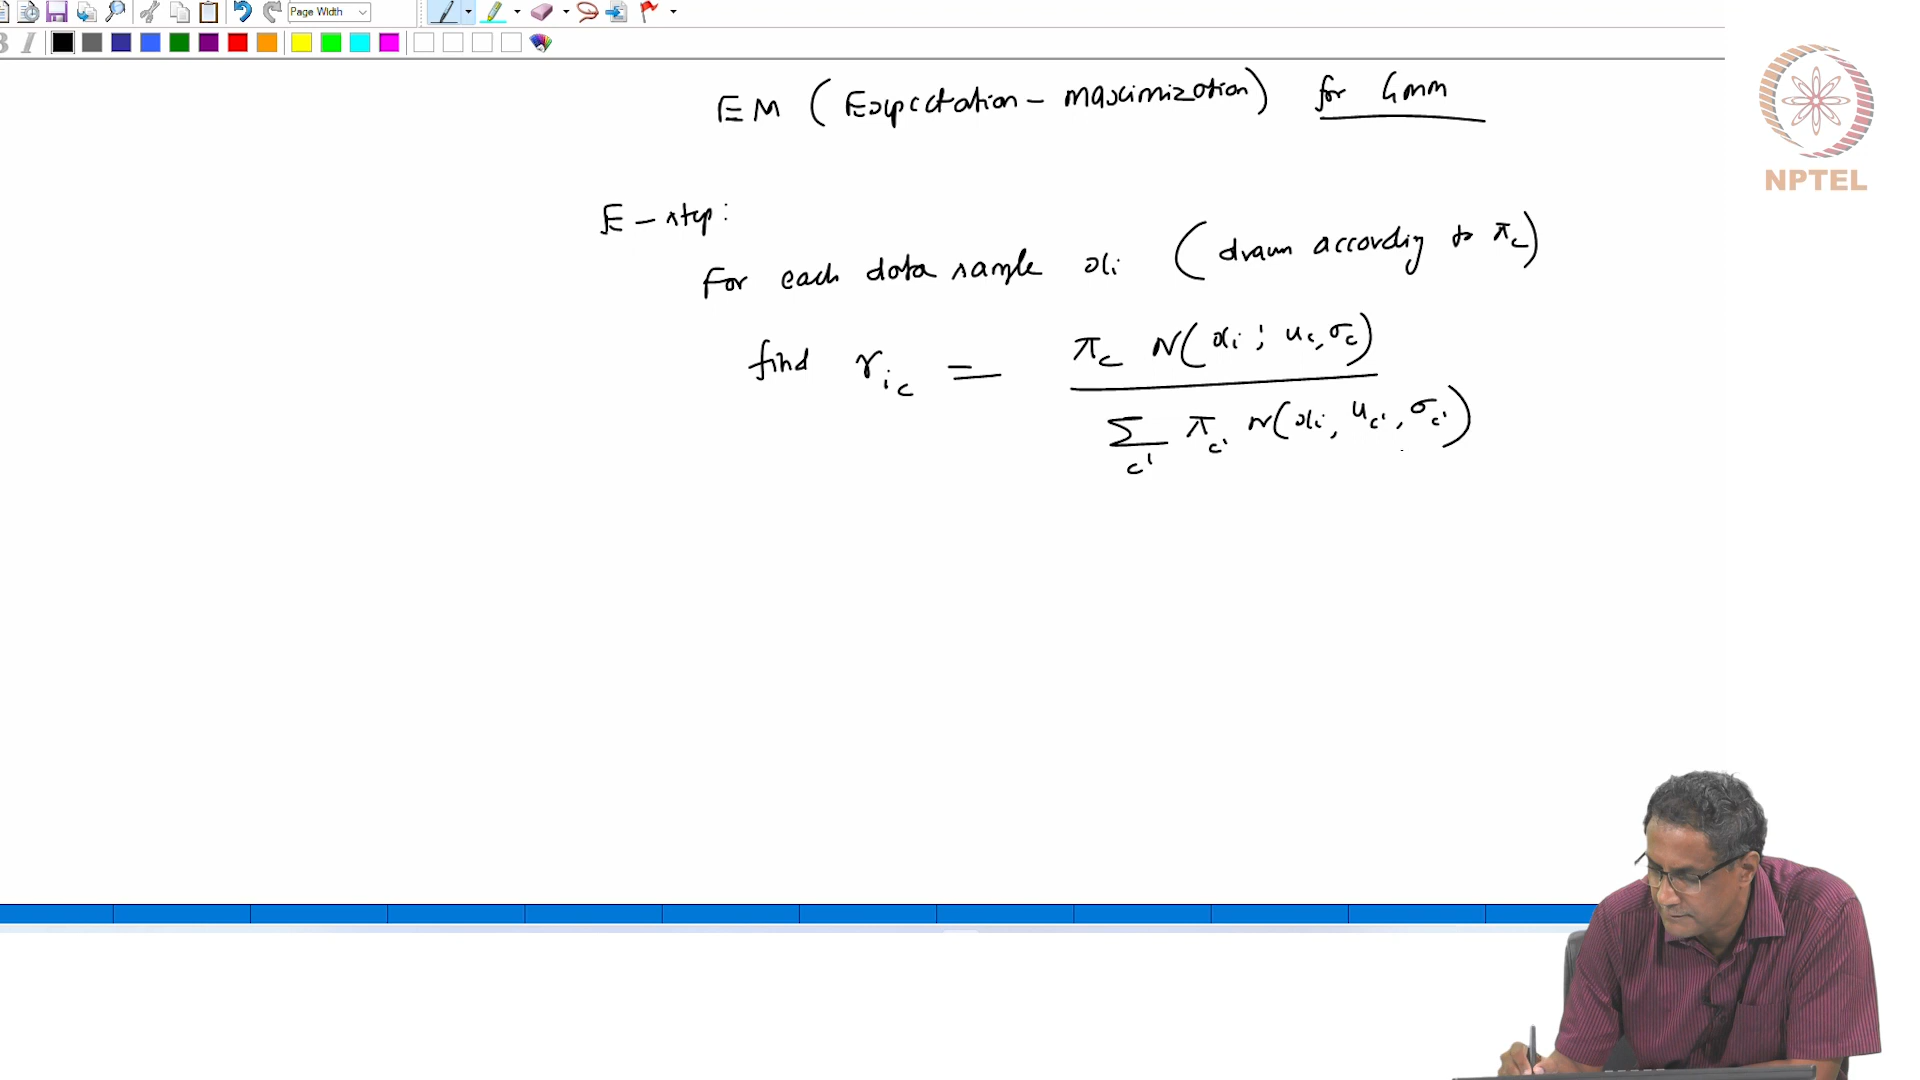 Page Width
EM (Expectation - maximization) for GMM
NPTEL
E - step:
For each data sample xi (drawn according to πc)
find ric = πc N(xi; uc, σc)
Σc' πc' N(xi, uc', σc')